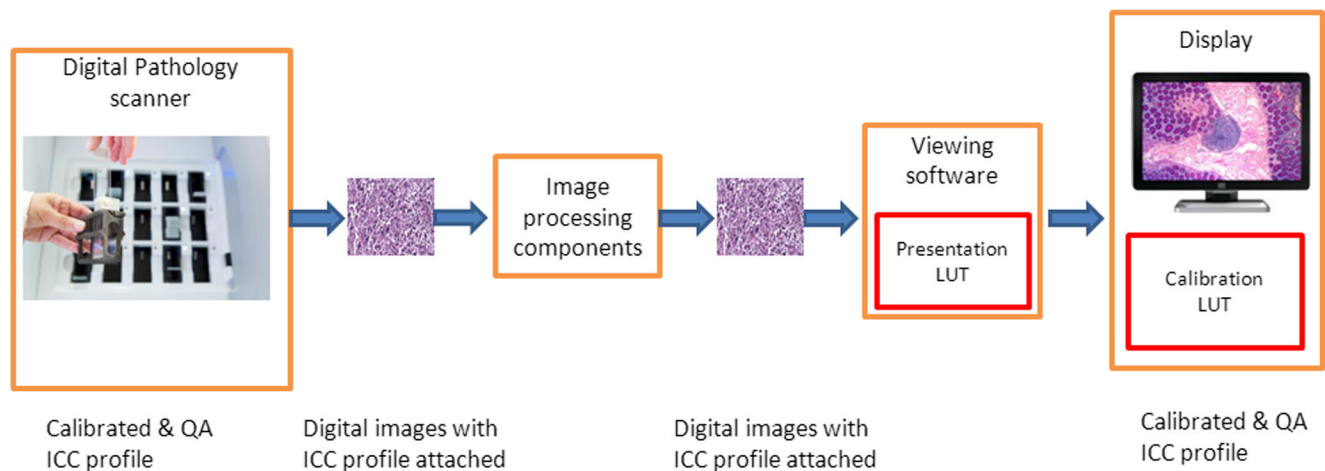 Digital Pathology
scanner
Image
processing
components
Viewing
software
Presentation
LUT
Display
Calibration
LUT
Calibrated & QA
ICC profile
Digital images with
ICC profile attached
Digital images with
ICC profile attached
Calibrated & QA
ICC profile